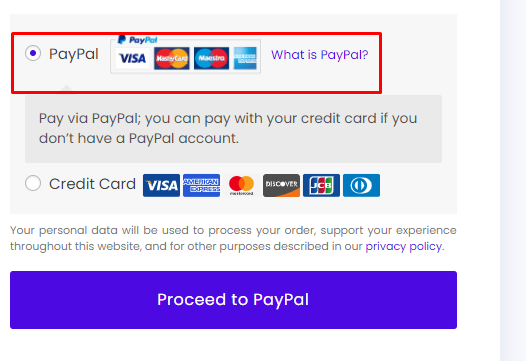 PayPal PayPal VISA MasterCard Maestro AMERICAN EXPRESS What is PayPal?
Pay via PayPal; you can pay with your credit card if you
don't have a PayPal account.
Credit Card VISA AMERICAN EXPRESS mastercard DISCOVER JCB
Your personal data will be used to process your order, support your experience
throughout this website, and for other purposes described in our privacy policy.
Proceed to PayPal